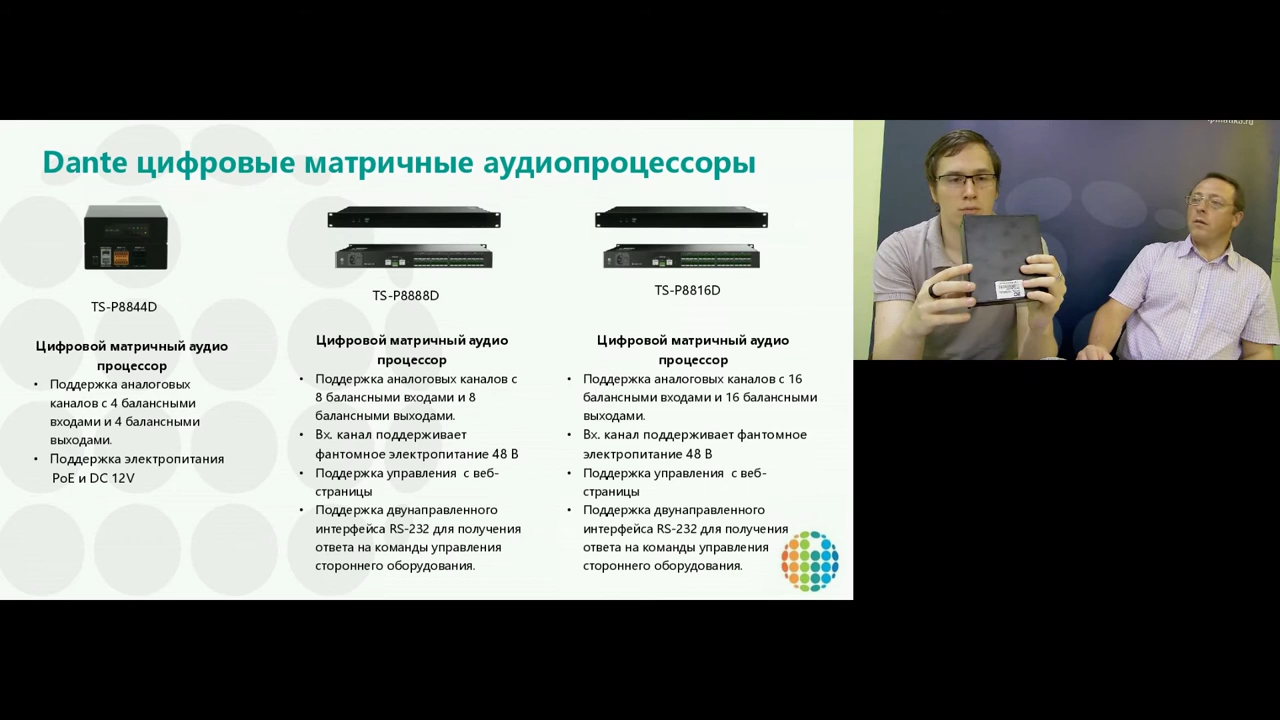 Dante цифровые матричные аудиопроцессоры
TS-P8844D
Цифровой матричный аудио
процессор
• Поддержка аналоговых
каналов с 4 балансными
входами и 4 балансными
выходами.
• Поддержка электропитания
PoE и DC 12V
TS-P8888D
Цифровой матричный аудио
процессор
• Поддержка аналоговых каналов с
8 балансными входами и 8
балансными выходами.
• Вх. канал поддерживает
фантомное электропитание 48 В
• Поддержка управления с веб-
страницы
• Поддержка двунаправленного
интерфейса RS-232 для получения
ответа на команды управления
стороннего оборудования.
TS-P8816D
Цифровой матричный аудио
процессор
• Поддержка аналоговых каналов с 16
балансными входами и 16 балансными
выходами.
• Вх. канал поддерживает фантомное
электропитание 48 В
• Поддержка управления с веб-
страницы
• Поддержка двунаправленного
интерфейса RS-232 для получения
ответа на команды управления
стороннего оборудования.